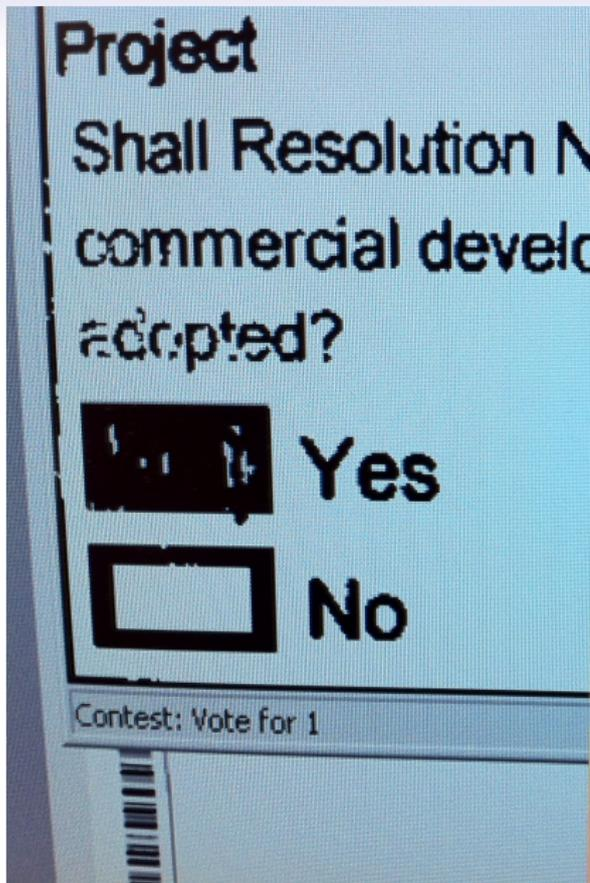 Project
Shall Resolution
commercial
adopted?
Yes
No
Contest: Vote for 1